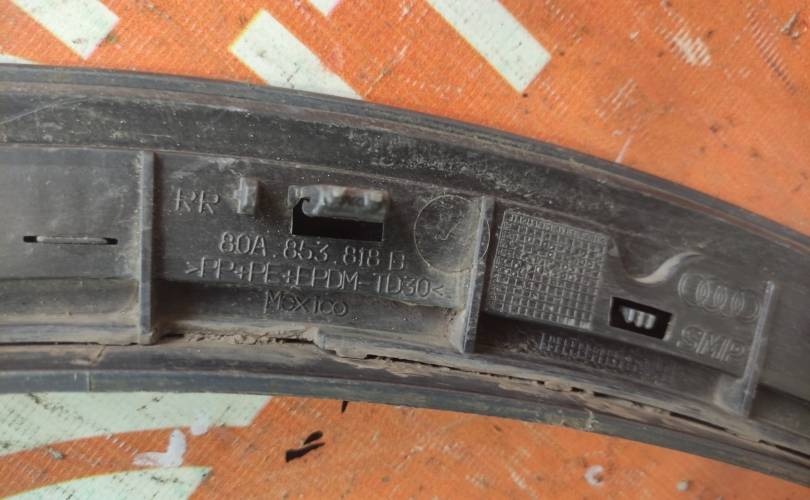 RR
80A.853.818 B
>PP+PE+EPDM-TD30<
MEXICO
SMP